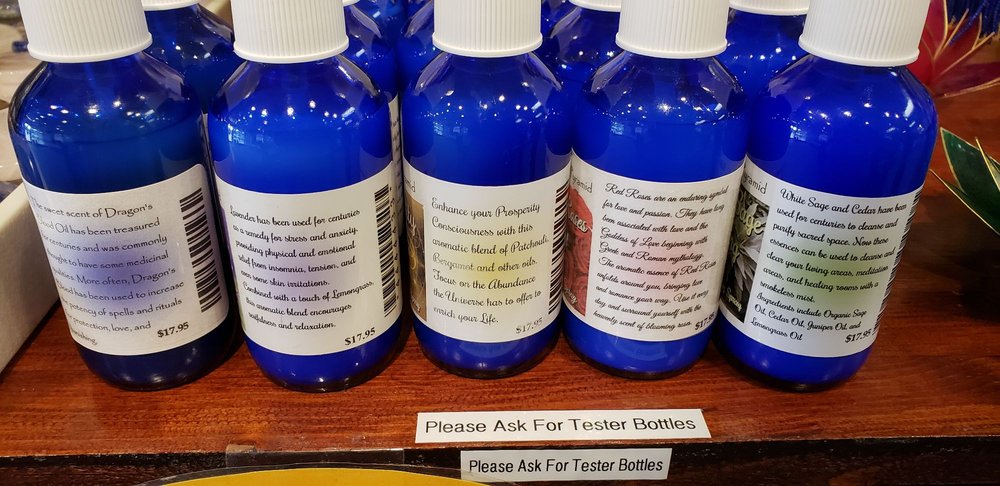 sweet scent of Dragon's
Oil has been treasured
centuries and was commonly
thought to have some medicinal
More often, Dragon's
has been used to increase
potency of spells and rituals
protection, love, and
$17.95
Lavender has been used for centuries
as a remedy for stress and anxiety,
providing physical and emotional
relief from insomnia, tension, and
even some skin irritations.
Combined with a touch of Lemongrass,
this aromatic blend encourages
restfulness and relaxation.
$17.95
Enhance your Prosperity
Consciousness with this
aromatic blend of Patchouli,
Bergamot and other oils.
Focus on the Abundance
the Universe has to offer to
enrich your Life.
$17.95
Red Roses are an enduring symbol
for love and passion. They have long
been associated with love and the
Goddess of Love beginning with
Greek and Roman mythology.
The aromatic essence of Red Roses
unfolds around you, bringing love
and romance your way. Use it every
day and surround yourself with the
heavenly scent of blooming roses.
$17.95
White Sage and Cedar have been
used for centuries to cleanse and
purify sacred space. Now these
essences can be used to cleanse and
clear your living areas, meditation
areas, and healing rooms with a
smokeless mist.
Ingredients include Organic Sage
Oil, Cedar Oil, Juniper Oil, and
Lemongrass Oil
$17.95
Please Ask For Tester Bottles
Please Ask For Tester Bottles